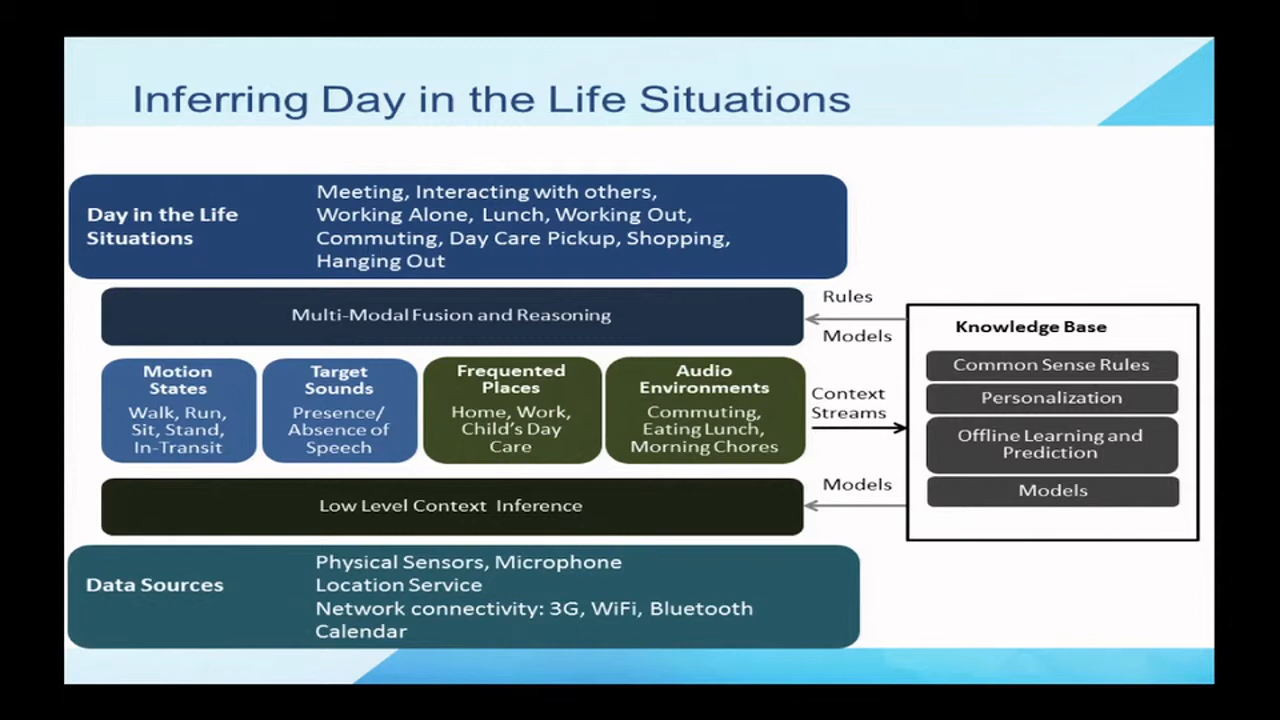 Inferring Day in the Life Situations
Day in the Life
Situations
Meeting, Interacting with others,
Working Alone, Lunch, Working Out,
Commuting, Day Care Pickup, Shopping,
Hanging Out
Multi-Modal Fusion and Reasoning
Rules
Models
Motion
States
Walk, Run,
Sit, Stand,
In-Transit
Target
Sounds
Presence/
Absence of
Speech
Frequented
Places
Home, Work,
Child's Day
Care
Audio
Environments
Commuting,
Eating Lunch,
Morning Chores
Context
Streams
Knowledge Base
Common Sense Rules
Personalization
Offline Learning and
Prediction
Models
Low Level Context Inference
Models
Data Sources
Physical Sensors, Microphone
Location Service
Network connectivity: 3G, WiFi, Bluetooth
Calendar